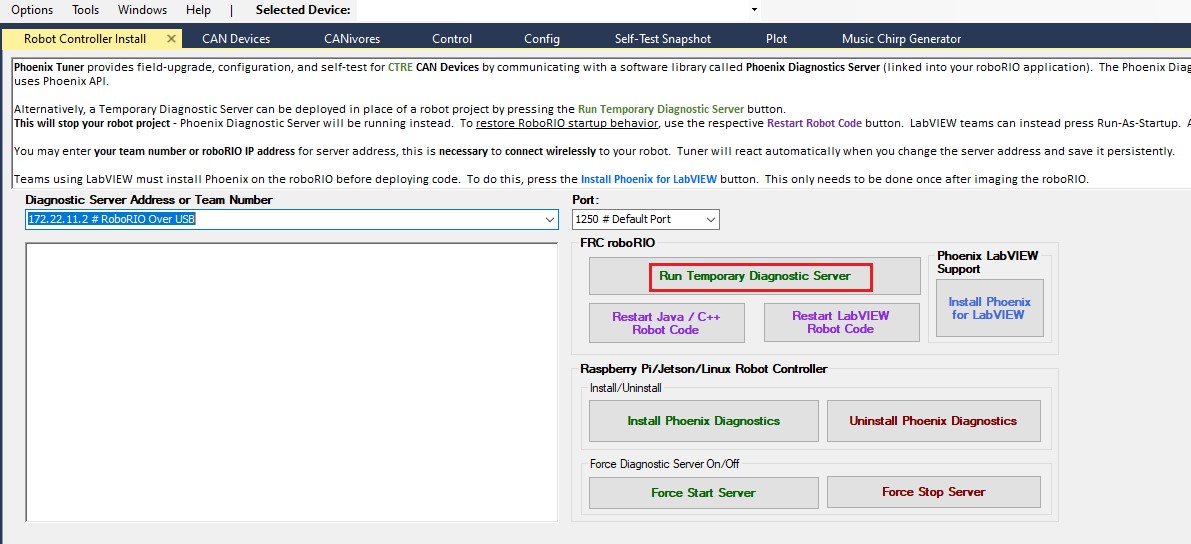 Options Tools Windows Help | Selected Device:
Robot Controller Install × CAN Devices CANivores Control Config Self-Test Snapshot Plot Music Chirp Generator
Phoenix Tuner provides field-upgrade, configuration, and self-test for CTRE CAN Devices by communicating with a software library called Phoenix Diagnostics Server (linked into your roboRIO application). The Phoenix Diag
uses Phoenix API.
Alternatively, a Temporary Diagnostic Server can be deployed in place of a robot project by pressing the Run Temporary Diagnostic Server button.
This will stop your robot project - Phoenix Diagnostic Server will be running instead. To restore RoboRIO startup behavior, use the respective Restart Robot Code button. LabVIEW teams can instead press Run-As-Startup. A
You may enter your team number or roboRIO IP address for server address, this is necessary to connect wirelessly to your robot. Tuner will react automatically when you change the server address and save it persistently.
Teams using LabVIEW must install Phoenix on the roboRIO before deploying code. To do this, press the Install Phoenix for LabVIEW button. This only needs to be done once after imaging the roboRIO.
Diagnostic Server Address or Team Number
172.22.11.2 # RoboRIO Over USB
Port:
1250 # Default Port
FRC roboRIO
Run Temporary Diagnostic Server
Restart Java / C++
Robot Code
Restart LabVIEW
Robot Code
Phoenix LabVIEW
Support
Install Phoenix
for LabVIEW
Raspberry Pi/Jetson/Linux Robot Controller
Install/Uninstall
Install Phoenix Diagnostics
Uninstall Phoenix Diagnostics
Force Diagnostic Server On/Off
Force Start Server
Force Stop Server